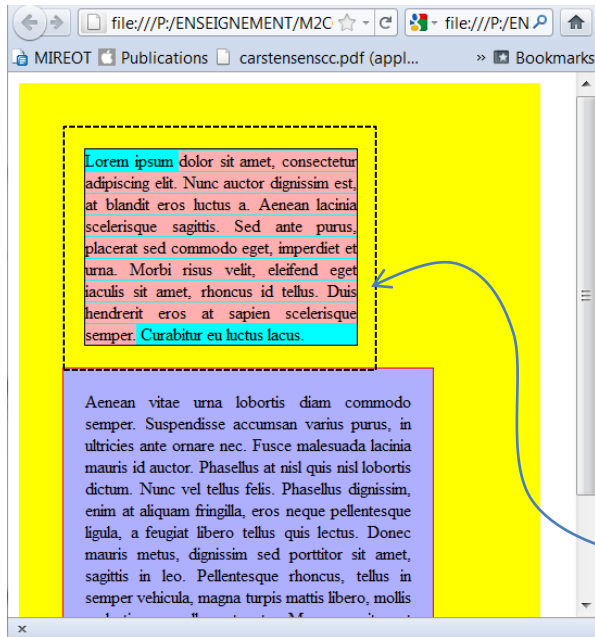 file:///P:/ENSEIGNEMENT/M2C
file:///P:/EN
MIREOT Publications carstensenscc.pdf (appl... » Bookmarks
Lorem ipsum dolor sit amet, consectetur
adipiscing elit. Nunc auctor dignissim est,
at blandit eros luctus a. Aenean lacinia
scelerisque sagittis. Sed ante purus,
placerat sed commodo eget, imperdiet et
urna. Morbi risus velit, eleifend eget
iaculis sit amet, rhoncus id tellus. Duis
hendrerit eros at sapien scelerisque
semper. Curabitur eu luctus lacus.
Aenean vitae urna lobortis diam commodo
semper. Suspendisse accumsan varius purus, in
ultricies ante ornare nec. Fusce malesuada lacinia
mauris id auctor. Phasellus at nisl quis nisl lobortis
dictum. Nunc vel tellus felis. Phasellus dignissim,
enim at aliquam fringilla, eros neque pellentesque
ligula, a feugiat libero tellus quis lectus. Donec
mauris metus, dignissim sed porttitor sit amet,
sagittis in leo. Pellentesque rhoncus, tellus in
semper vehicula, magna turpis mattis libero, mollis